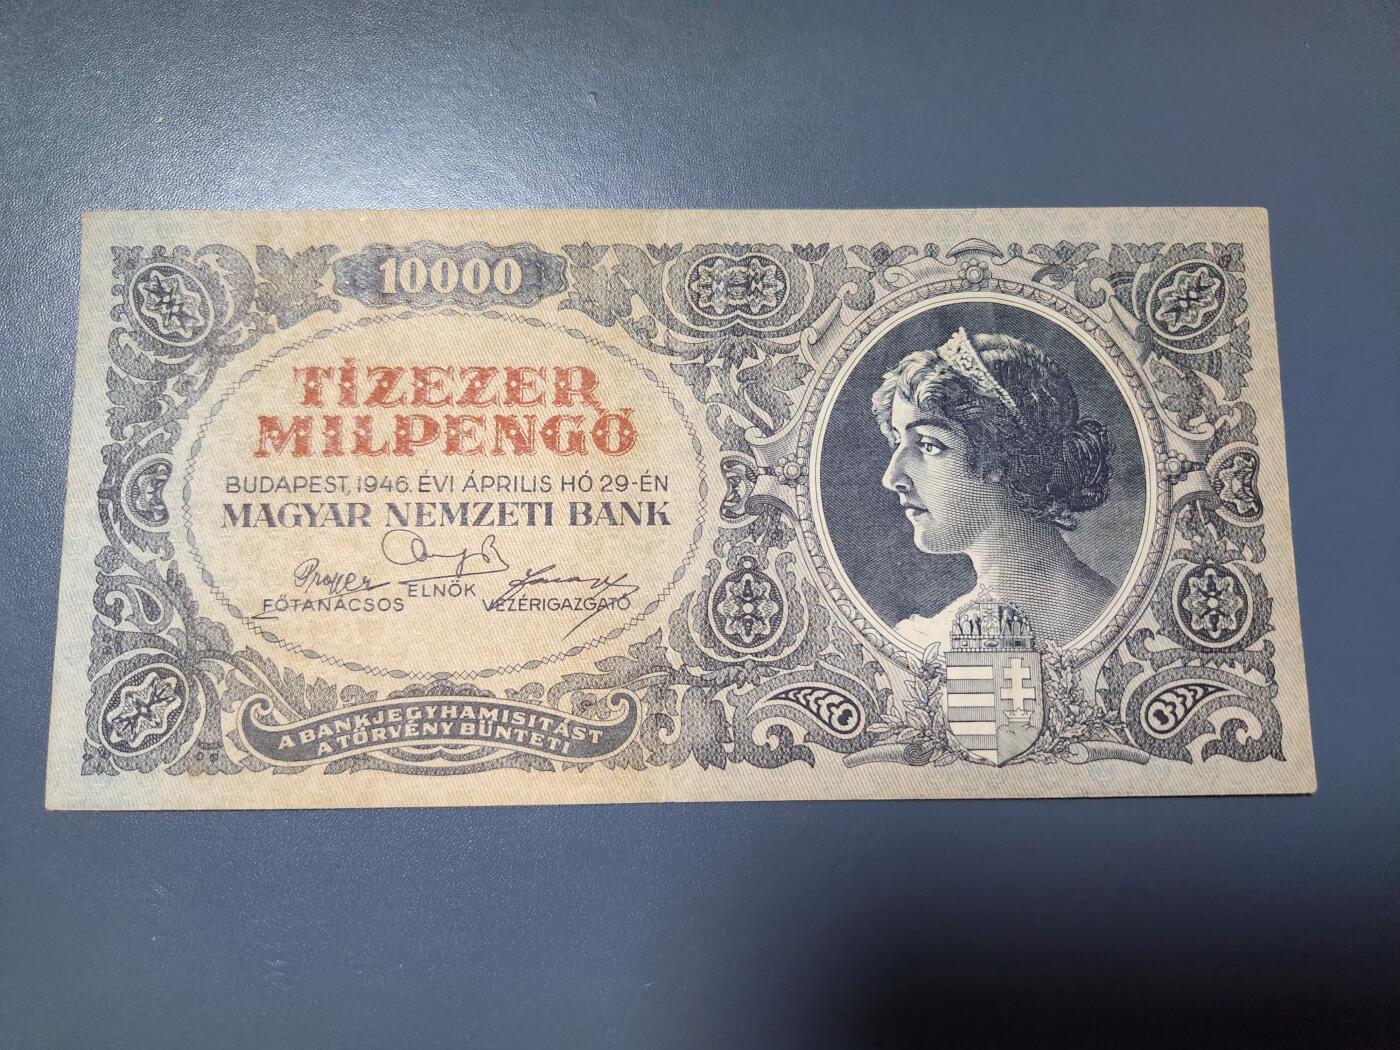 10000
TÍZEZER
MILPENGŐ
BUDAPEST, 1946. ÉVI ÁPRILIS HÓ 29-ÉN
MAGYAR NEMZETI BANK
FŐTANÁCSOS ELNÖK VEZÉRIGAZGATÓ
A BANKJEGYHAMISITÁST
A TÖRVÉNY BÜNTETI